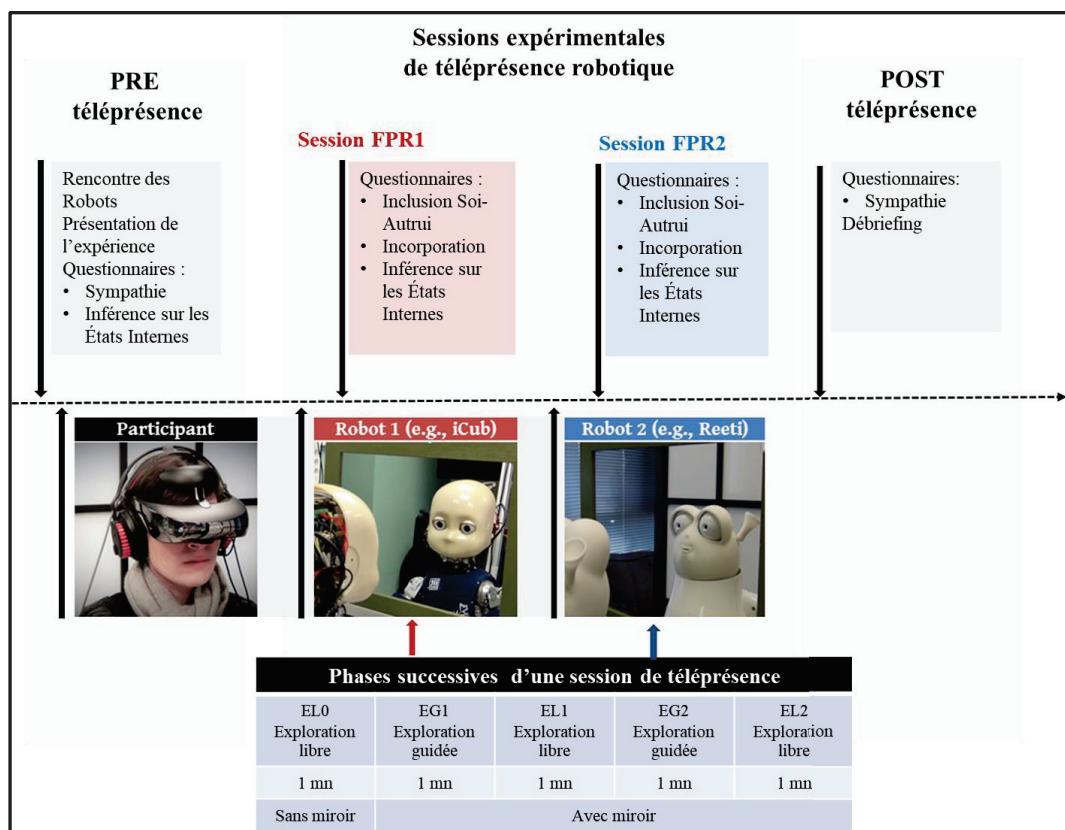 Sessions expérimentales
de téléprésence robotique
PRE
téléprésence
POST
téléprésence
Session FPR1
Session FPR2
Rencontre des
Robots
Présentation de
l'expérience
Questionnaires :
• Sympathie
• Inférence sur les
États Internes
Questionnaires :
• Inclusion Soi-
Autrui
• Incorporation
• Inférence sur
les États
Internes
Questionnaires :
• Inclusion Soi-
Autrui
• Incorporation
• Inférence sur
les États
Internes
Questionnaires:
• Sympathie
Débriefing
Participant
Robot 1 (e.g., iCub)
Robot 2 (e.g., Reeti)
Phases successives d'une session de téléprésence
EL0
Exploration
libre
EG1
Exploration
guidée
EL1
Exploration
libre
EG2
Exploration
guidée
EL2
Exploration
libre
1 mn
1 mn
1 mn
1 mn
1 mn
Sans miroir
Avec miroir